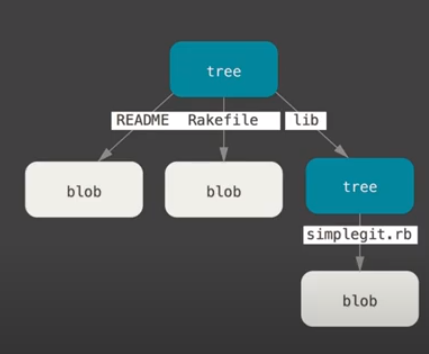 tree
README Rakefile lib
blob blob tree
simplegit.rb
blob